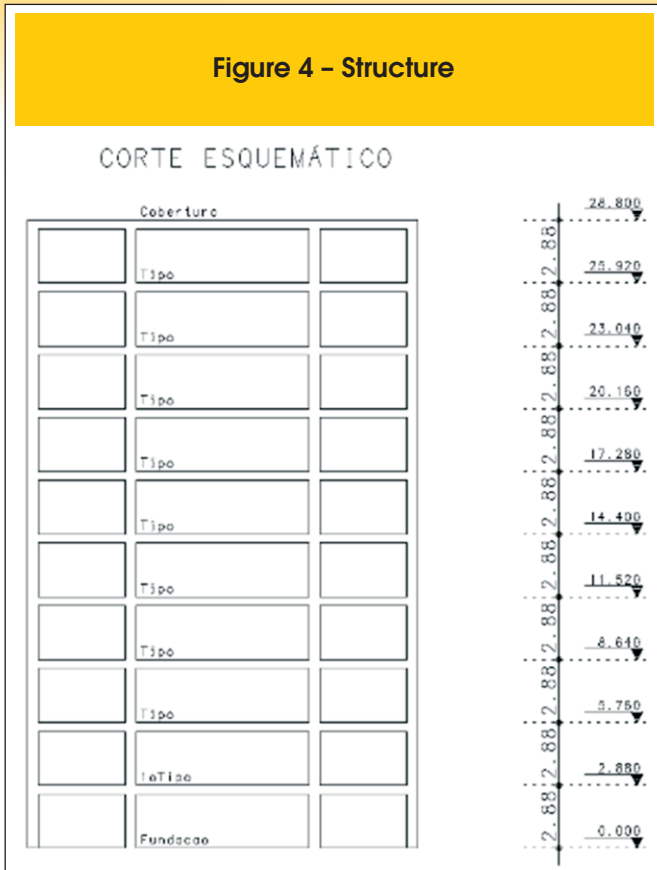 Figure 4 – Structure
CORTE ESQUEMÁTICO
Cobertura
Tipo
Tipo
Tipo
Tipo
Tipo
Tipo
Tipo
Tipo
1oTipo
Fundacao
28.800
2.88
25.920
2.88
23.040
2.88
20.160
2.88
17.280
2.88
14.400
2.88
11.520
2.88
8.640
2.88
5.760
2.88
2.880
2.88
0.000